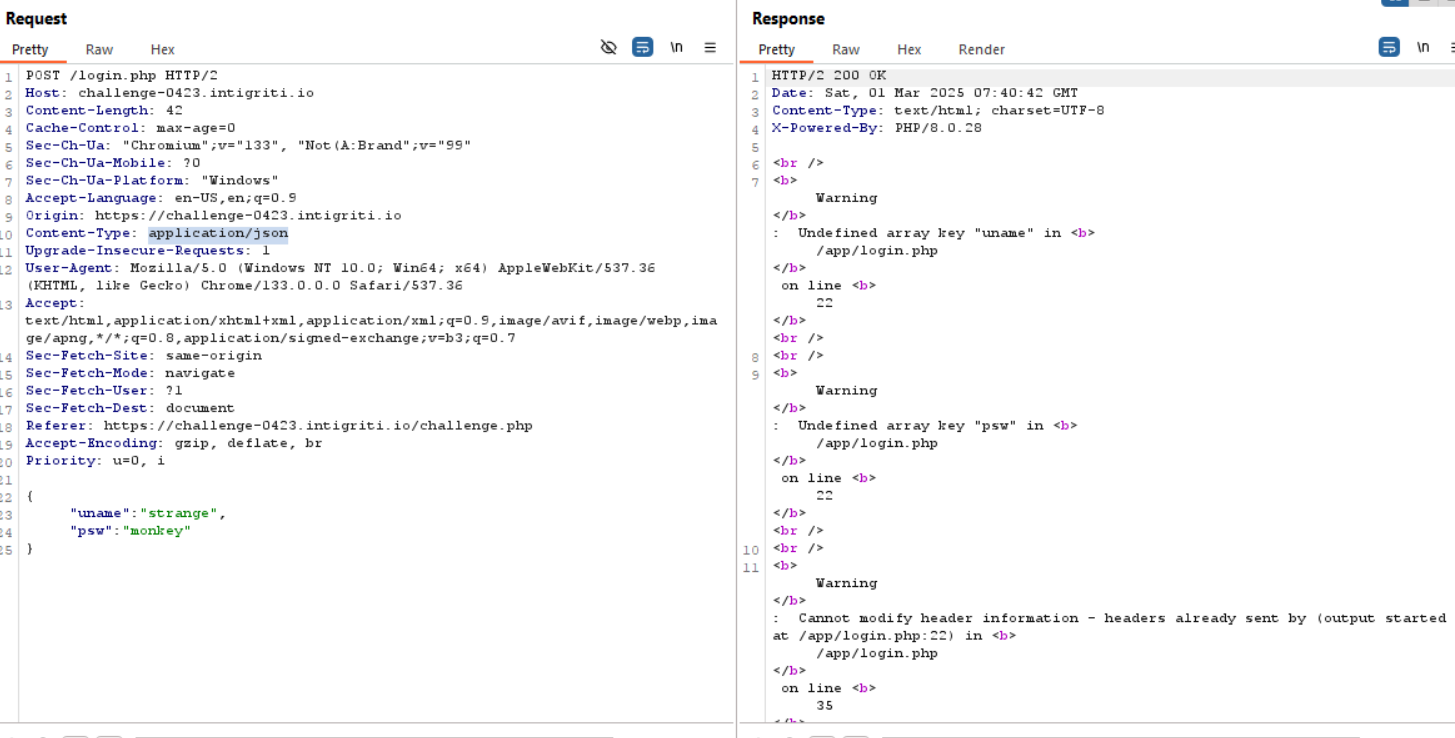 Request
Pretty Raw Hex \n
1 POST /login.php HTTP/2
2 Host: challenge-0423.intigriti.io
3 Content-Length: 42
4 Cache-Control: max-age=0
5 Sec-Ch-Ua: "Chromium";v="133", "Not(A:Brand";v="99"
6 Sec-Ch-Ua-Mobile: ?0
7 Sec-Ch-Ua-Platform: "Windows"
8 Accept-Language: en-US,en;q=0.9
9 Origin: https://challenge-0423.intigriti.io
10 Content-Type: application/json
11 Upgrade-Insecure-Requests: 1
12 User-Agent: Mozilla/5.0 (Windows NT 10.0; Win64; x64) AppleWebKit/537.36
(KHTML, like Gecko) Chrome/133.0.0.0 Safari/537.36
13 Accept:
text/html,application/xhtml+xml,application/xml;q=0.9,image/avif,image/webp,ima
ge/apng,*/*;q=0.8,application/signed-exchange;v=b3;q=0.7
14 Sec-Fetch-Site: same-origin
15 Sec-Fetch-Mode: navigate
16 Sec-Fetch-User: ?1
17 Sec-Fetch-Dest: document
18 Referer: https://challenge-0423.intigriti.io/challenge.php
19 Accept-Encoding: gzip, deflate, br
20 Priority: u=0, i
21
22 {
23 "uname":"strange",
24 "psw":"monkey"
25 }
Response
Pretty Raw Hex Render \n
1 HTTP/2 200 OK
2 Date: Sat, 01 Mar 2025 07:40:42 GMT
3 Content-Type: text/html; charset=UTF-8
4 X-Powered-By: PHP/8.0.28
5
6 <br />
7 <b>
Warning
</b>
: Undefined array key "uname" in <b>
/app/login.php
</b>
on line <b>
22
</b>
<br />
8 <br />
9 <b>
Warning
</b>
: Undefined array key "psw" in <b>
/app/login.php
</b>
on line <b>
22
</b>
<br />
10 <br />
11 <b>
Warning
</b>
: Cannot modify header information - headers already sent by (output started
at /app/login.php:22) in <b>
/app/login.php
</b>
on line <b>
35
</b>